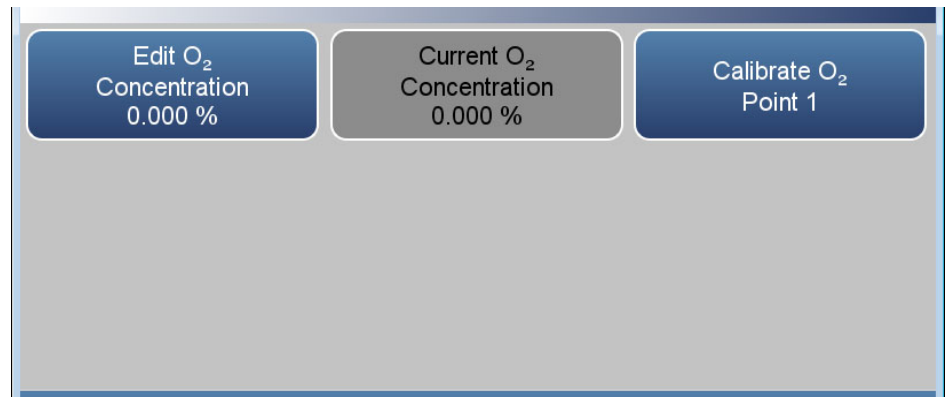 Edit O₂
Concentration
0.000 %
Current O₂
Concentration
0.000 %
Calibrate O₂
Point 1